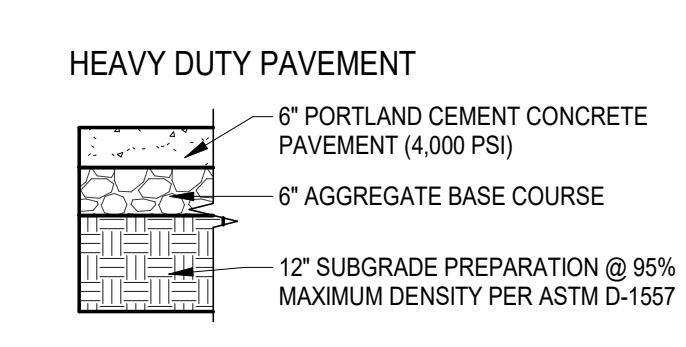 HEAVY DUTY PAVEMENT
6" PORTLAND CEMENT CONCRETE
PAVEMENT (4,000 PSI)
6" AGGREGATE BASE COURSE
12" SUBGRADE PREPARATION @ 95%
MAXIMUM DENSITY PER ASTM D-1557